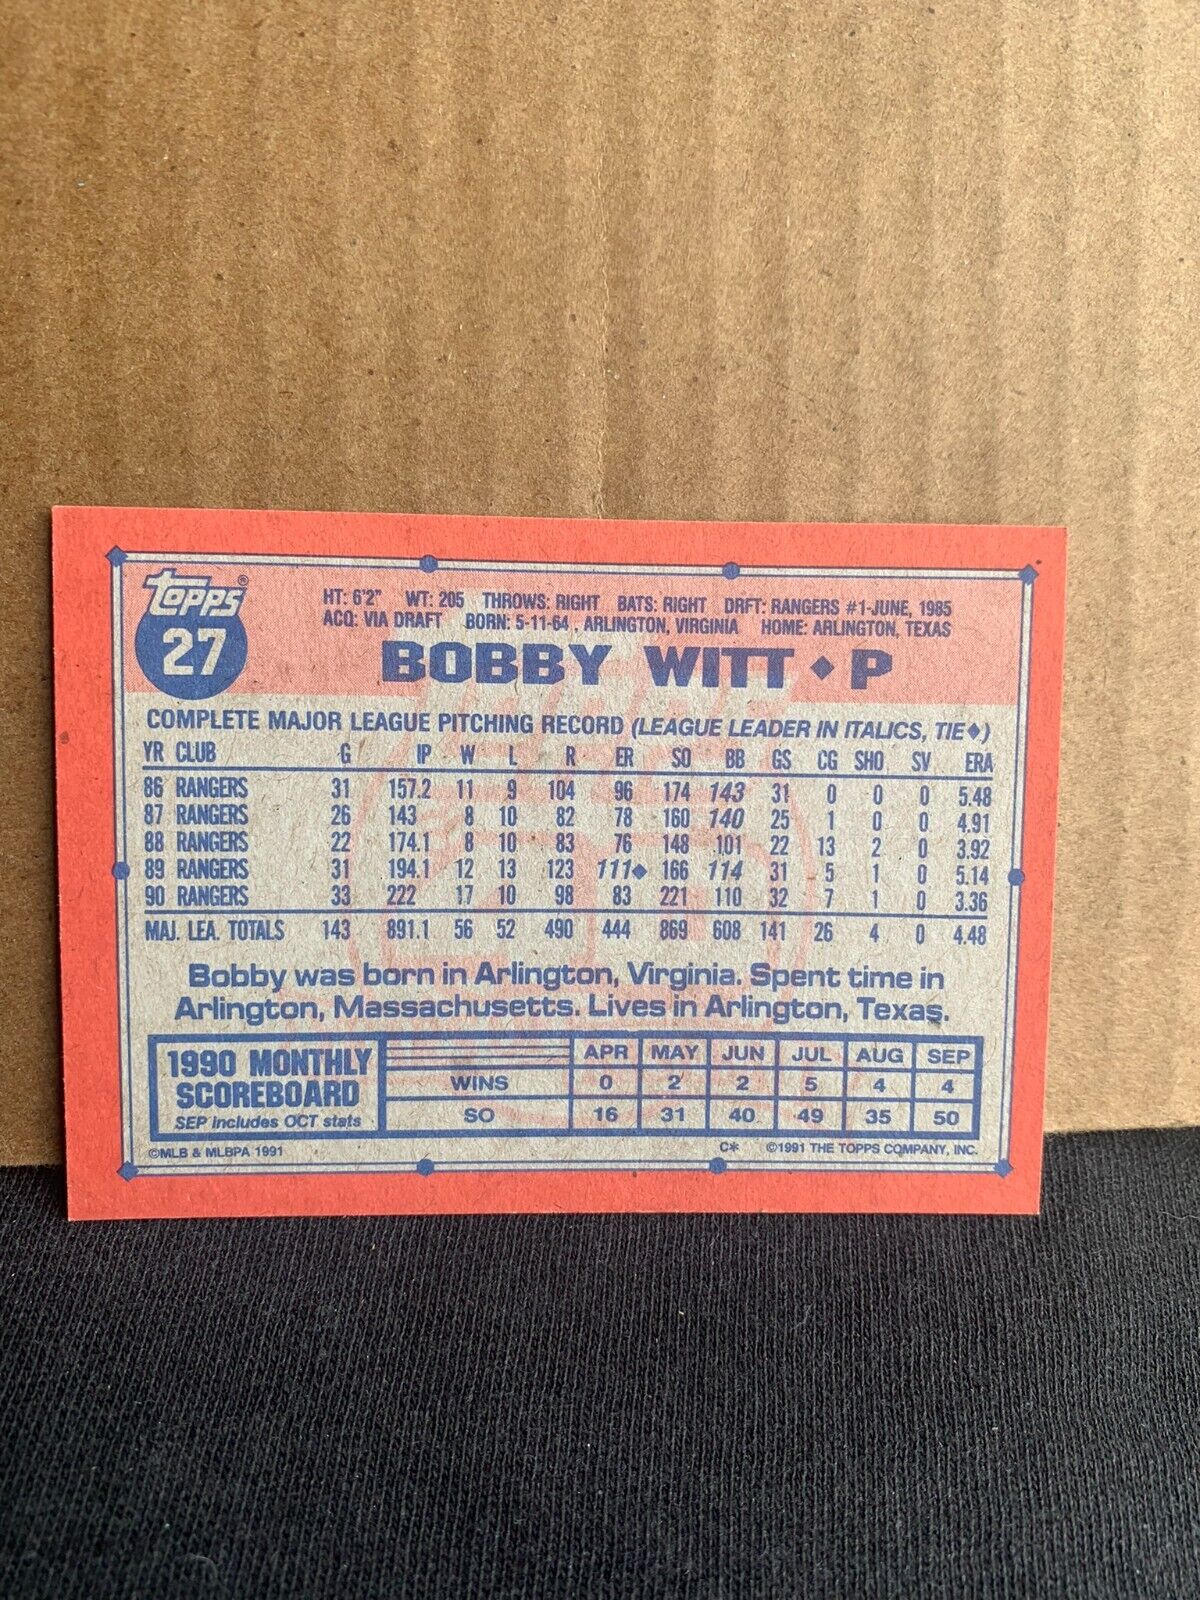 Topps®
27
HT: 6'2" WT: 205 THROWS: RIGHT BATS: RIGHT DRFT: RANGERS #1-JUNE, 1985
ACQ: VIA DRAFT BORN: 5-11-64, ARLINGTON, VIRGINIA HOME: ARLINGTON, TEXAS
BOBBY WITT ♦ P
COMPLETE MAJOR LEAGUE PITCHING RECORD (LEAGUE LEADER IN ITALICS, TIE♦)
YR CLUB G IP W L R ER SO BB GS CG SHO SV ERA
86 RANGERS 31 157.2 11 9 104 96 174 143 31 0 0 0 5.48
87 RANGERS 26 143 8 10 82 78 160 140 25 1 0 0 4.91
88 RANGERS 22 174.1 8 10 83 76 148 101 22 13 2 0 3.92
89 RANGERS 31 194.1 12 13 123 111♦ 166 114 31 5 1 0 5.14
90 RANGERS 33 222 17 10 98 83 221 110 32 7 1 0 3.36
MAJ. LEA. TOTALS 143 891.1 56 52 490 444 869 608 141 26 4 0 4.48
Bobby was born in Arlington, Virginia. Spent time in
Arlington, Massachusetts. Lives in Arlington, Texas.
1990 MONTHLY
SCOREBOARD
SEP includes OCT stats
APR MAY JUN JUL AUG SEP
WINS 0 2 2 5 4 4
SO 16 31 40 49 35 50
©MLB & MLBPA 1991 C* ©1991 THE TOPPS COMPANY, INC.